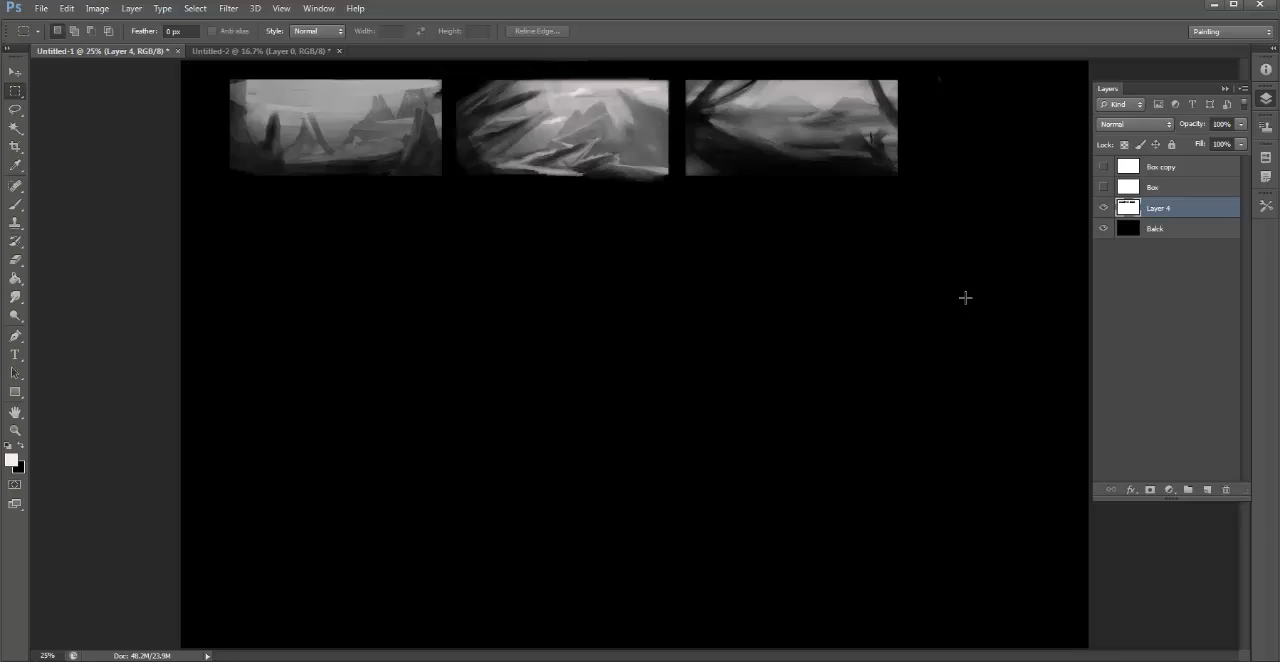 Ps File Edit Image Layer Type Select Filter 3D View Window Help
Feather: 0 px Anti-alias Style: Normal Width: Height: Refine Edge... Painting
Untitled-1 @ 25% (Layer 4, RGB/8) * × Untitled-2 @ 16.7% (Layer 0, RGB/8) * ×
Layers
Kind
Normal Opacity: 100%
Lock: Fill: 100%
Box copy
Box
Layer 4
Balck
fx
25% Doc: 48.2M/23.9M